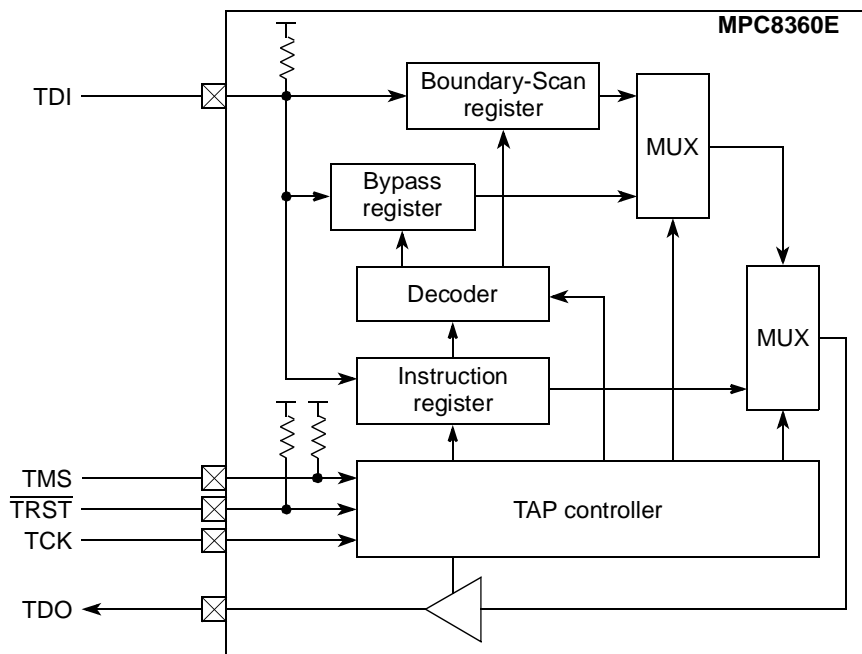 MPC8360E
TDI
Boundary-Scan
register
MUX
Bypass
register
Decoder
MUX
Instruction
register
TMS
TRST
TCK
TAP controller
TDO